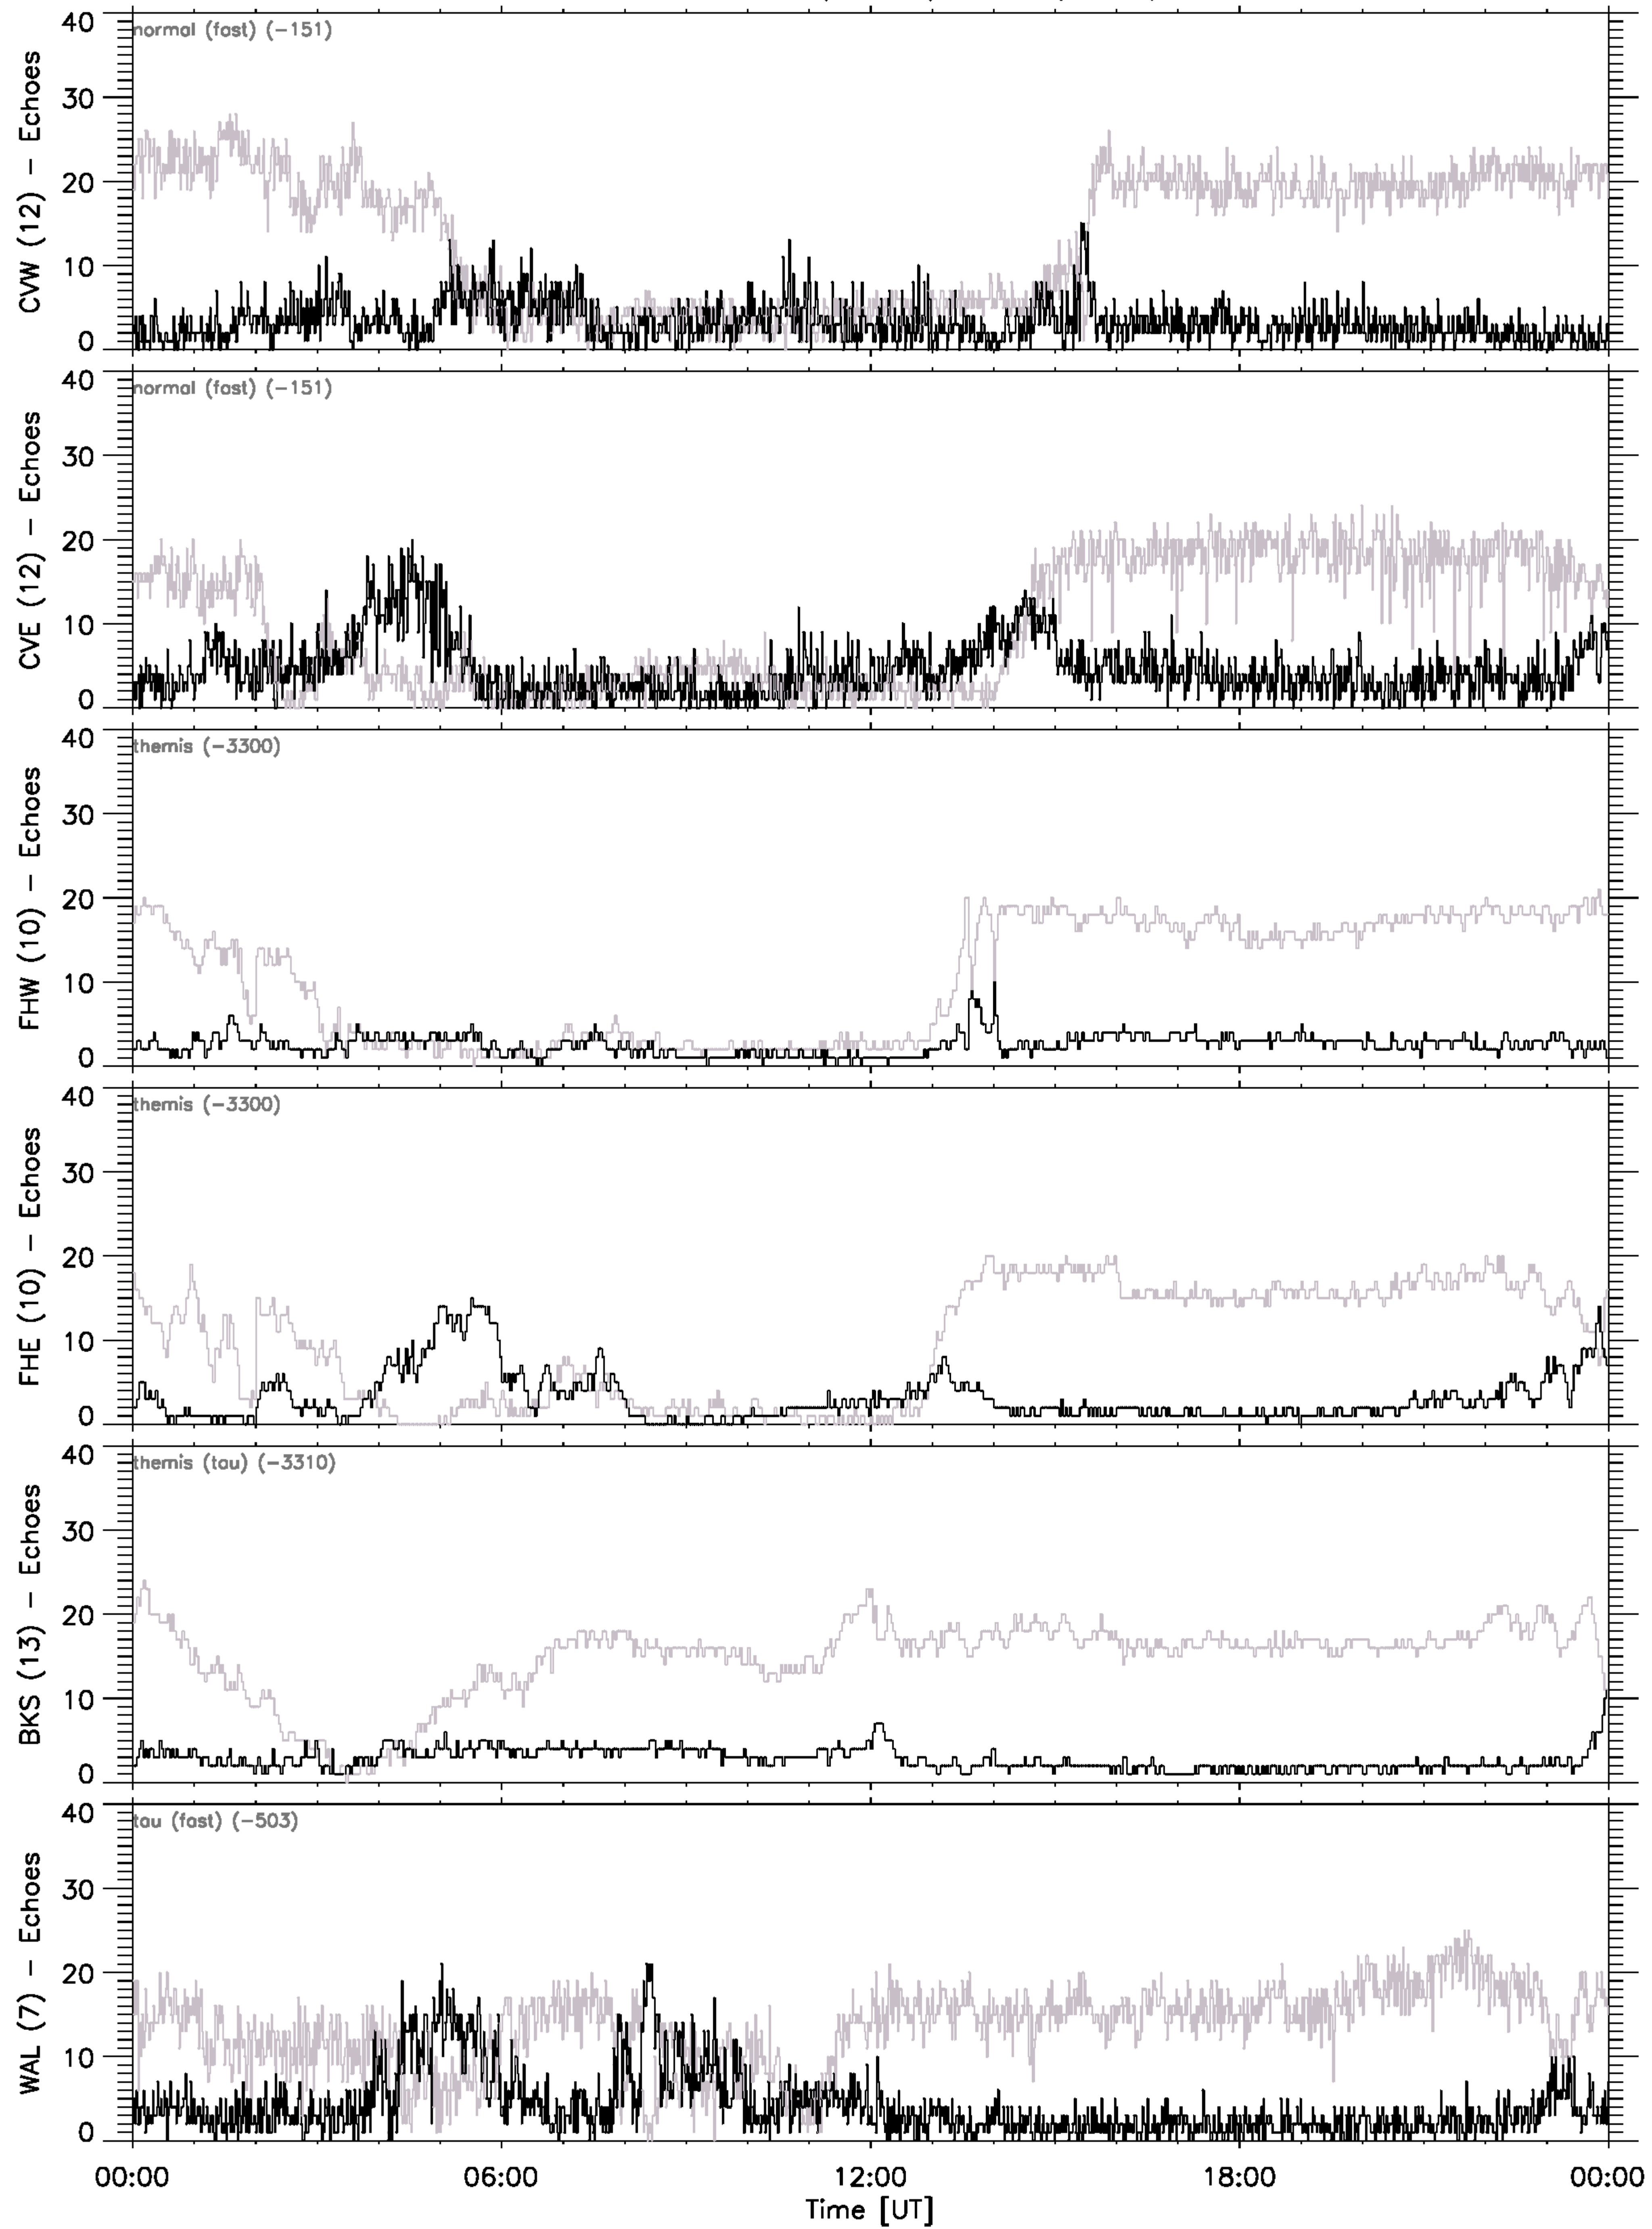 normal (fast) (-151)
40
30
20
10
0
CVW (12) - Echoes
normal (fast) (-151)
40
30
20
10
0
CVE (12) - Echoes
themis (-3300)
40
30
20
10
0
FHW (10) - Echoes
themis (-3300)
40
30
20
10
0
FHE (10) - Echoes
themis (tau) (-3310)
40
30
20
10
0
BKS (13) - Echoes
tau (fast) (-503)
40
30
20
10
0
WAL (7) - Echoes
00:00 06:00 12:00 18:00 00:00
Time [UT]